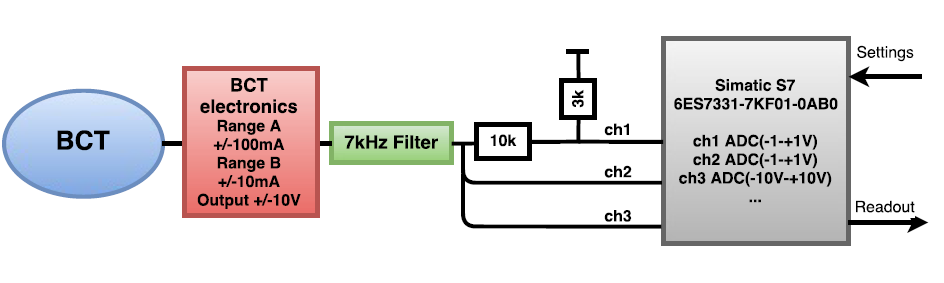 BCT
BCT
electronics
Range A
+/-100mA
Range B
+/-10mA
Output +/-10V
7kHz Filter
10k
3k
ch1
ch2
ch3
Simatic S7
6ES7331-7KF01-0AB0
ch1 ADC(-1-+1V)
ch2 ADC(-1-+1V)
ch3 ADC(-10V-+10V)
...
Settings
Readout